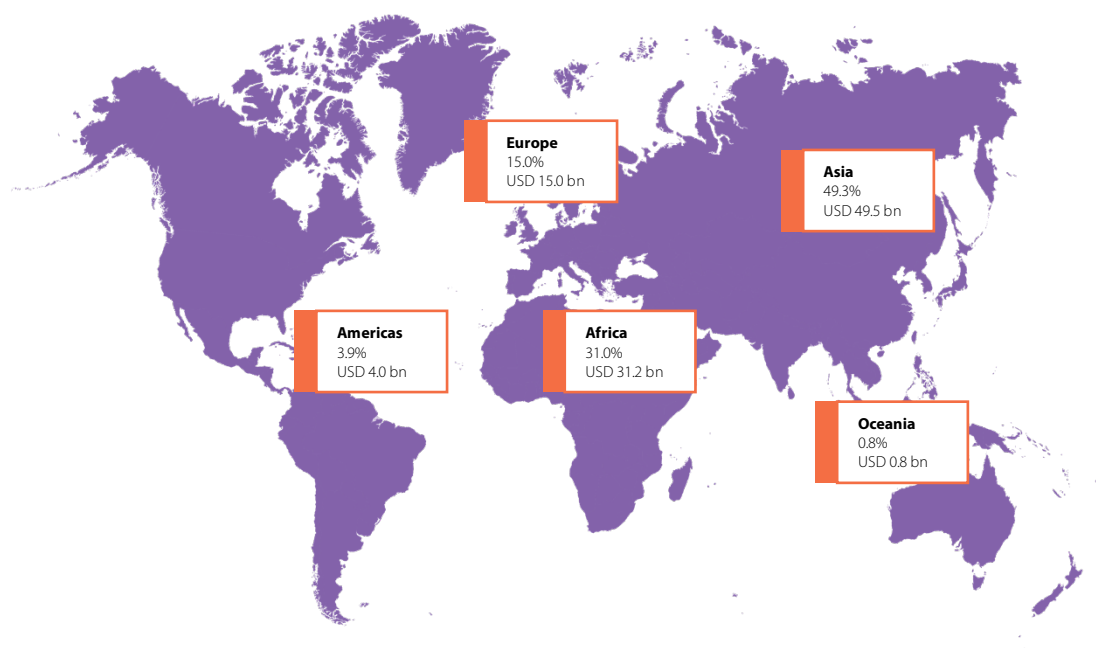 Europe
15.0%
USD 15.0 bn
Asia
49.3%
USD 49.5 bn
Americas
3.9%
USD 4.0 bn
Africa
31.0%
USD 31.2 bn
Oceania
0.8%
USD 0.8 bn